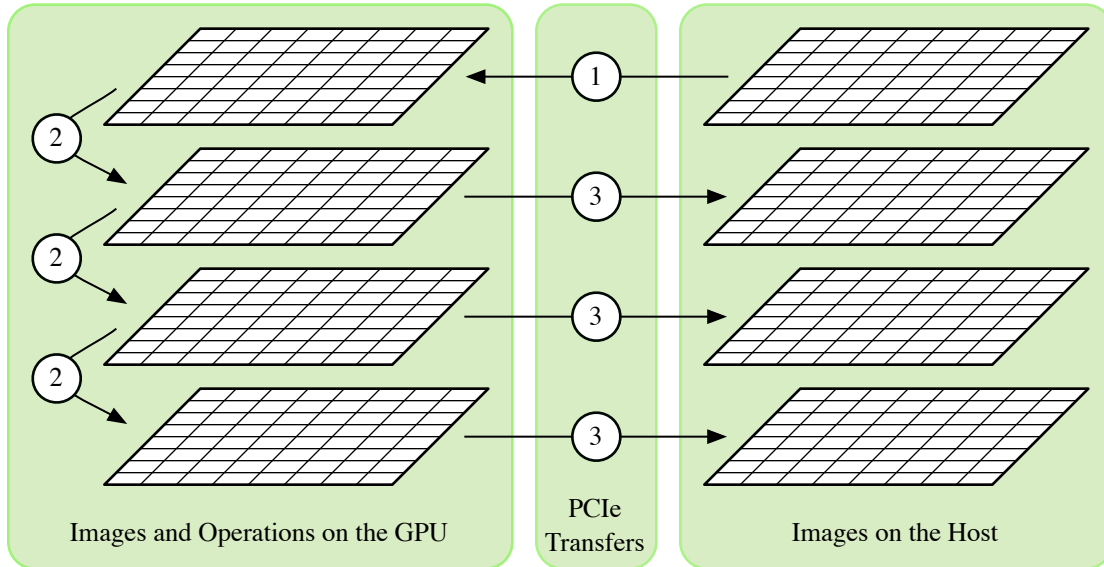 1
2
3
2
3
2
3
Images and Operations on the GPU
PCIe
Transfers
Images on the Host